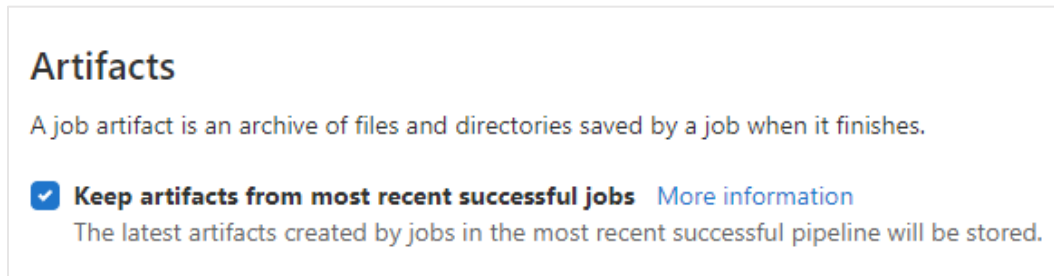 Artifacts
A job artifact is an archive of files and directories saved by a job when it finishes.
Keep artifacts from most recent successful jobs More information
The latest artifacts created by jobs in the most recent successful pipeline will be stored.